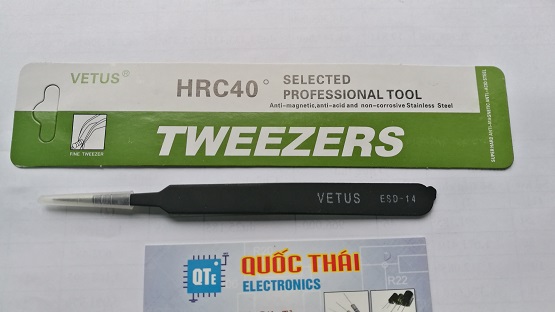 VETUS®
HRC40°
SELECTED
PROFESSIONAL TOOL
Anti-magnetic,anti-acid and non-corrosive Stainless Steel
FINE TWEEZER
TWEEZERS
VETUS ESD-14
QTE
QUỐC THÁI
ELECTRONICS
R22